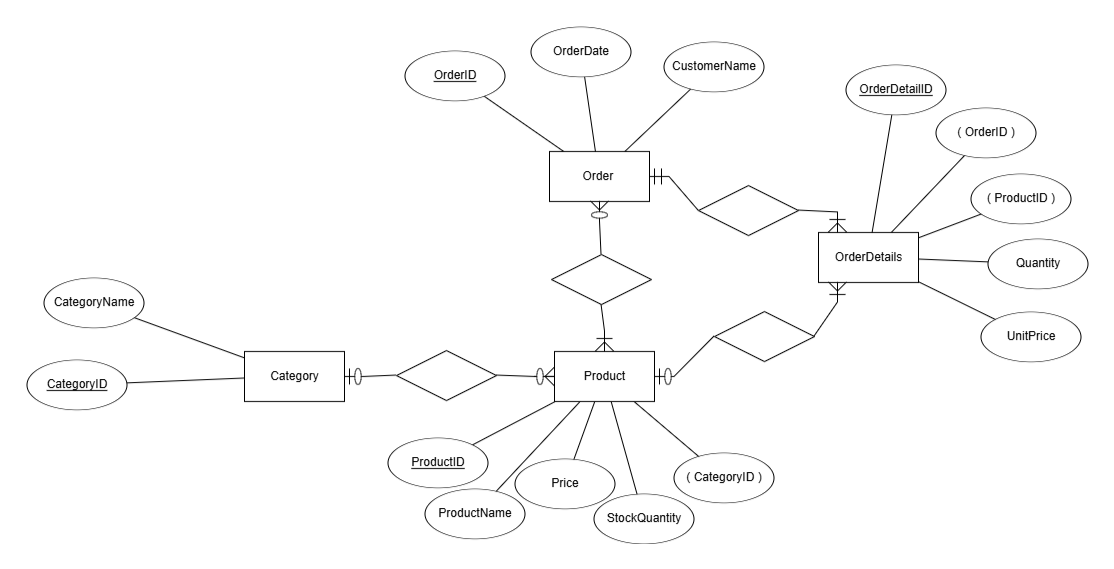 OrderDate
CustomerName
OrderID
OrderDetailID
( OrderID )
Order
( ProductID )
OrderDetails
Quantity
CategoryName
UnitPrice
Category
Product
CategoryID
ProductID
( CategoryID )
Price
ProductName
StockQuantity